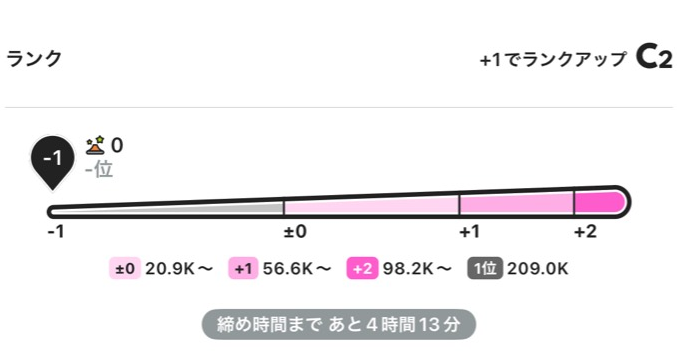 ランク
+1でランクアップ C2
-1
0
-位
-1 ±0 +1 +2
±0 20.9K〜 +1 56.6K〜 +2 98.2K〜 1位 209.0K
締め時間まで あと4時間13分